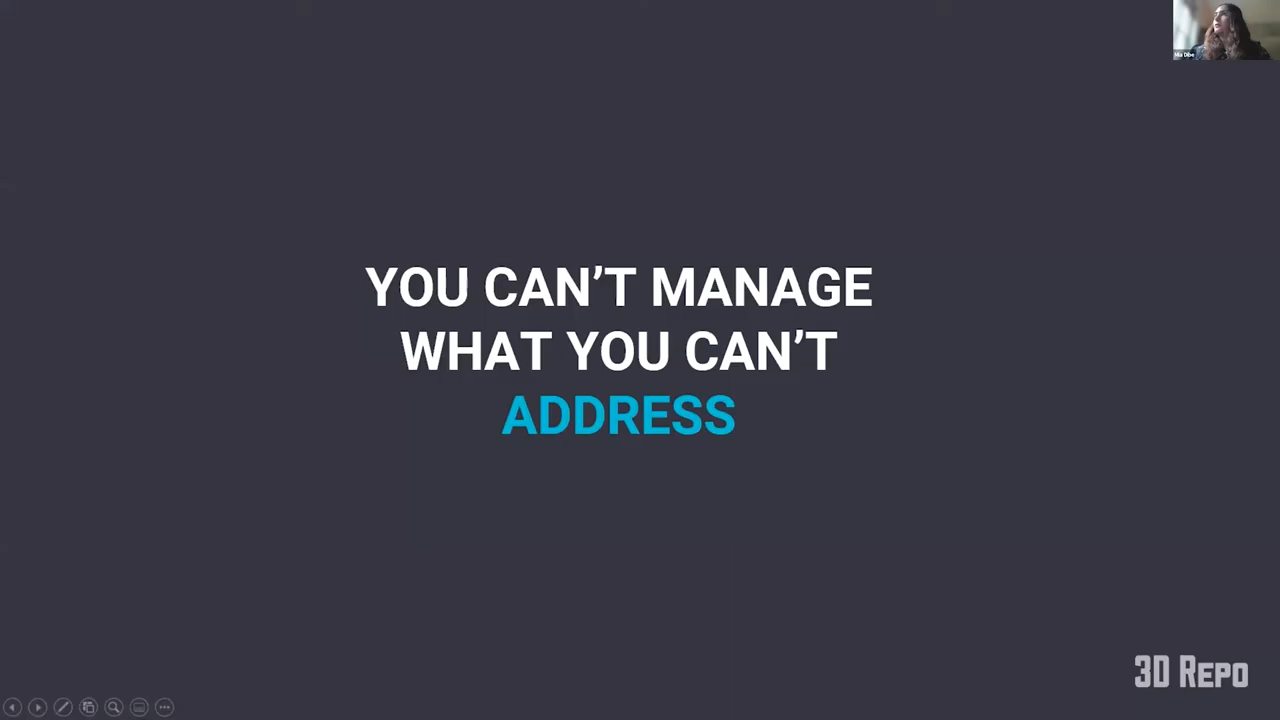 YOU CAN’T MANAGE
WHAT YOU CAN’T
ADDRESS
3D REPO